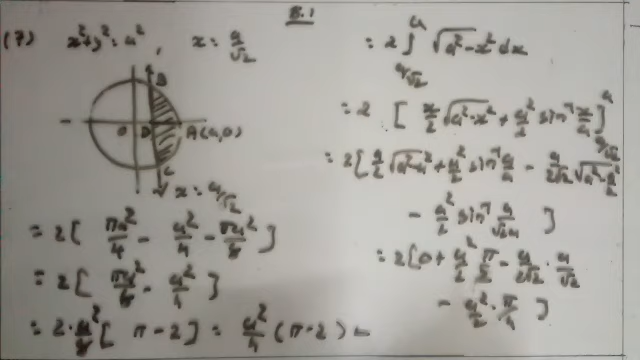 8.1
(7) x²+y²=a², x = a/√2
B
O D A(a,0)
C
x = a/√2
= 2 ∫ₐ/√2^a √a²-x² dx
= 2 [ x/2 √a²-x² + a²/2 sin⁻¹ x/a ]ₐ/√2^a
= 2[ a/2 √a²-a² + a²/2 sin⁻¹ a/a - a/2√2 √a²-a²/2
- a²/2 sin⁻¹ a/√2a ]
= 2[ 0 + a²/2 π/2 - a/2√2 · a/√2
- a²/2 · π/4 ]
= 2[ πa²/4 - a²/4 - πa²/8 ]
= 2[ πa²/8 - a²/4 ]
= 2·a²/8 [ π-2 ] = a²/4 (π-2)